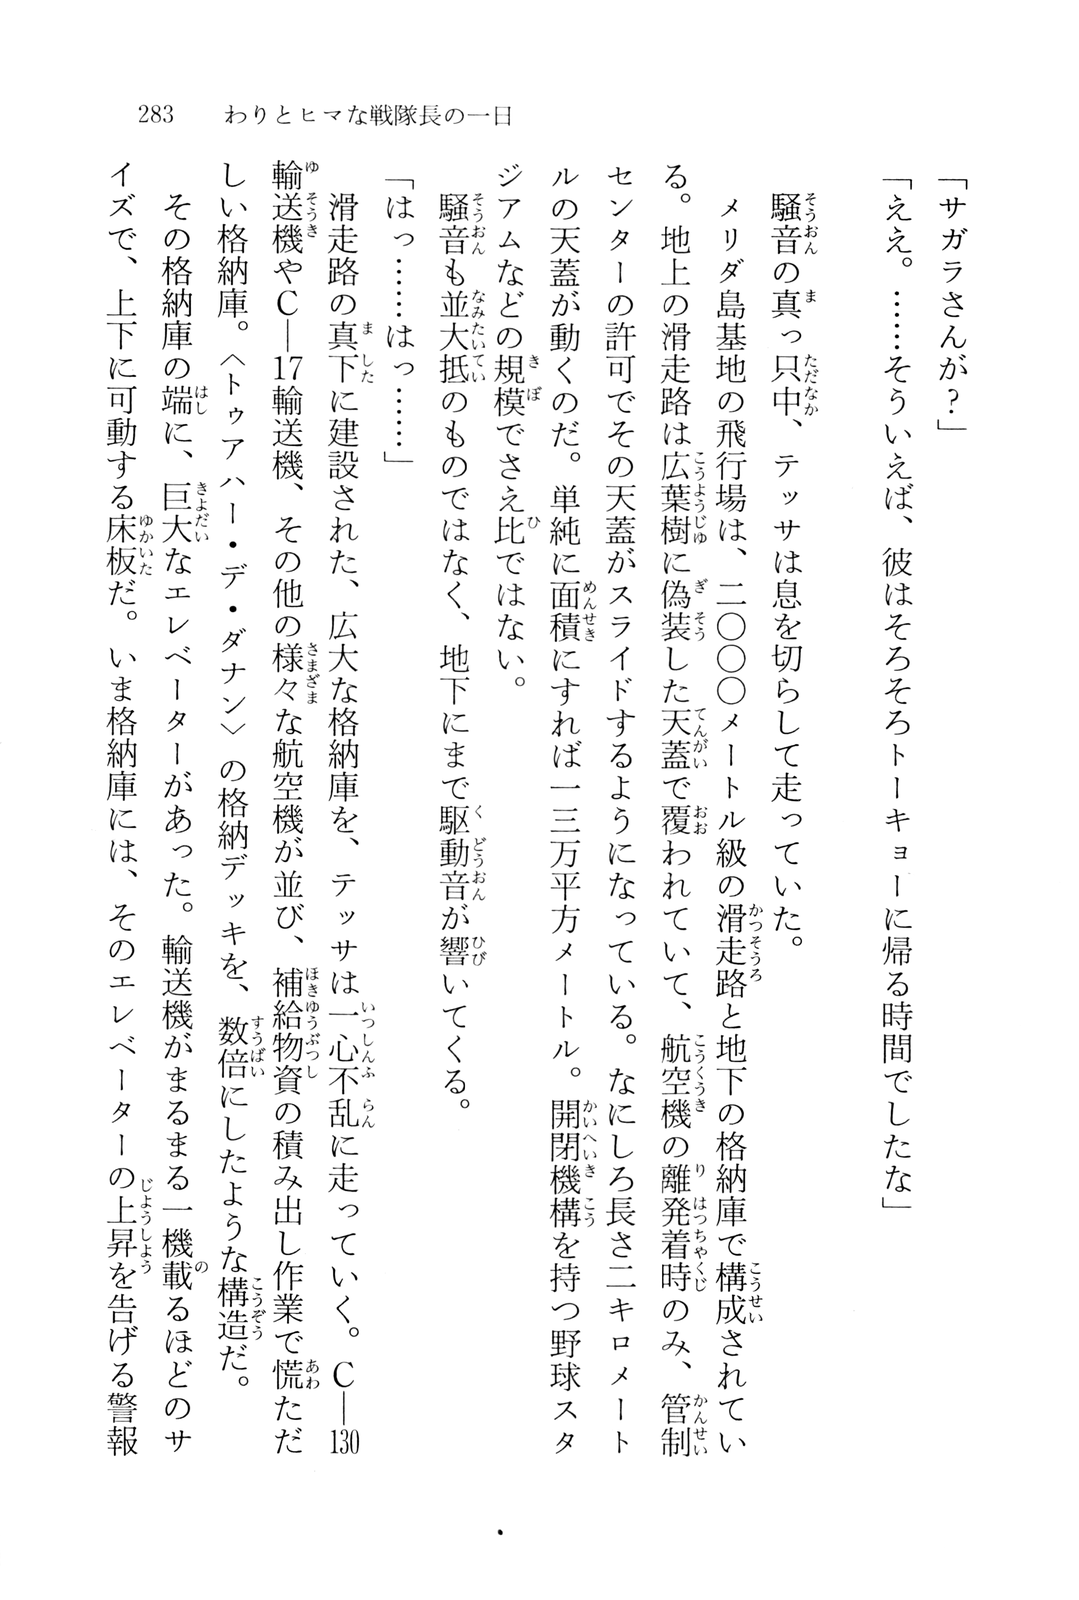 283　わりとヒマな戦隊長の一日
「サガラさんが？」
「ええ。……そういえば、彼はそろそろトーキョーに帰る時間でしたな」
騒音の真っ只中、テッサは息を切らして走っていた。
メリダ島基地の飛行場は、二〇〇〇メートル級の滑走路と地下の格納庫で構成されてい
る。地上の滑走路は広葉樹に偽装した天蓋で覆われていて、航空機の離発着時のみ、管制
センターの許可でその天蓋がスライドするようになっている。なにしろ長さ二キロメート
ルの天蓋が動くのだ。単純に面積にすれば一三万平方メートル。開閉機構を持つ野球スタ
ジアムなどの規模でさえ比ではない。
騒音も並大抵のものではなく、地下にまで駆動音が響いてくる。
「はっ……はっ……」
滑走路の真下に建設された、広大な格納庫を、テッサは一心不乱に走っていく。C―130
輸送機やC―17輸送機、その他の様々な航空機が並び、補給物資の積み出し作業で慌ただ
しい格納庫。〈トゥアハー・デ・ダナン〉の格納デッキを、数倍にしたような構造だ。
その格納庫の端に、巨大なエレベーターがあった。輸送機がまるまる一機載るほどのサ
イズで、上下に可動する床板だ。いま格納庫には、そのエレベーターの上昇を告げる警報